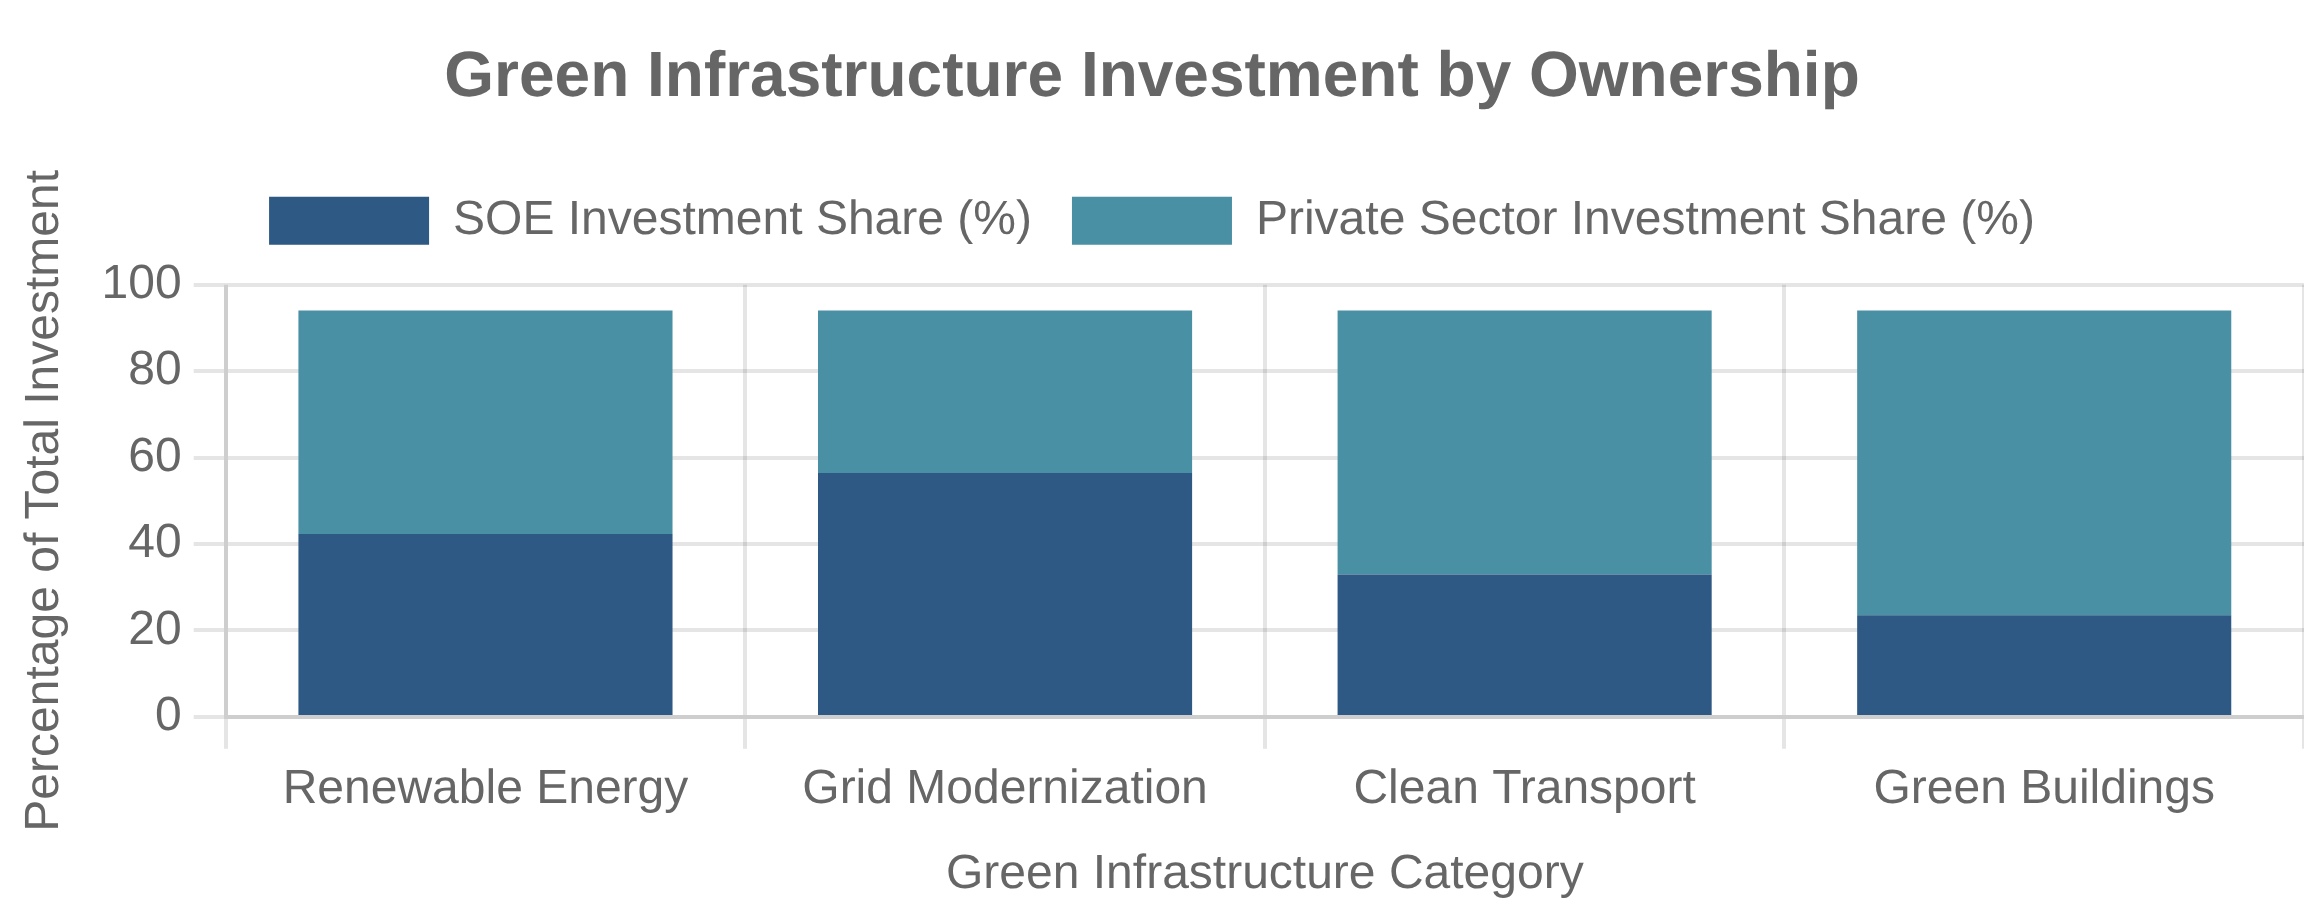 Green Infrastructure Investment by Ownership
SOE Investment Share (%)
Private Sector Investment Share (%)
Percentage of Total Investment
100
80
60
40
20
0
Renewable Energy
Grid Modernization
Clean Transport
Green Buildings
Green Infrastructure Category